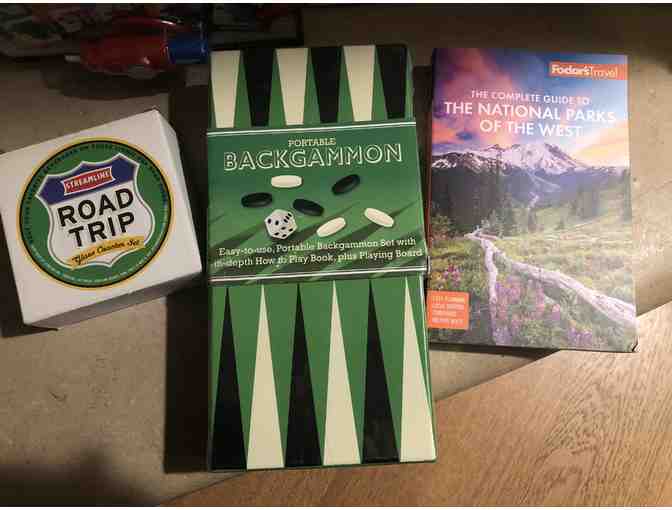 STREAMLINE
ROAD
TRIP
Glass Coaster Set
PORTABLE
BACKGAMMON
Easy-to-use, Portable Backgammon Set with
in-depth How to Play Book, plus Playing Board
Fodor'sTravel
THE COMPLETE GUIDE TO
THE NATIONAL PARKS
OF THE WEST